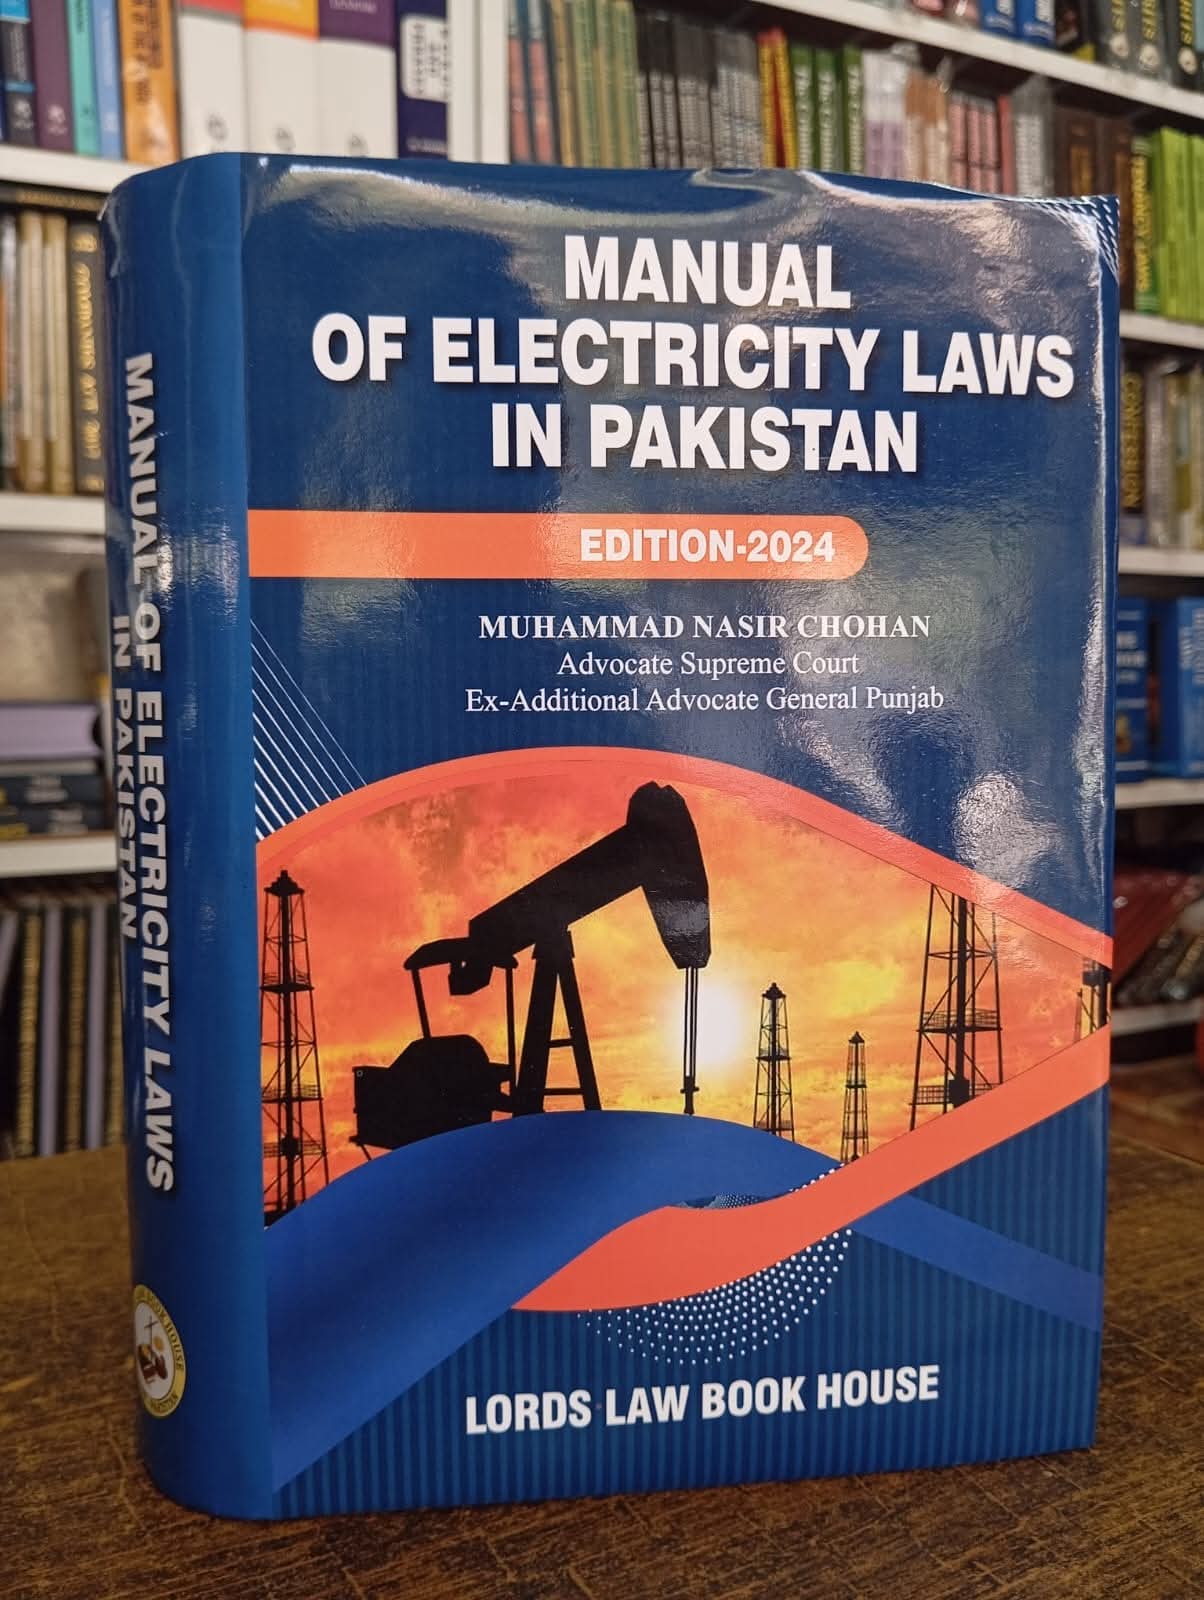 MANUAL
OF ELECTRICITY LAWS
IN PAKISTAN
EDITION-2024
MUHAMMAD NASIR CHOHAN
Advocate Supreme Court
Ex-Additional Advocate General Punjab
LORDS LAW BOOK HOUSE
MANUAL OF ELECTRICITY LAWS
IN PAKISTAN